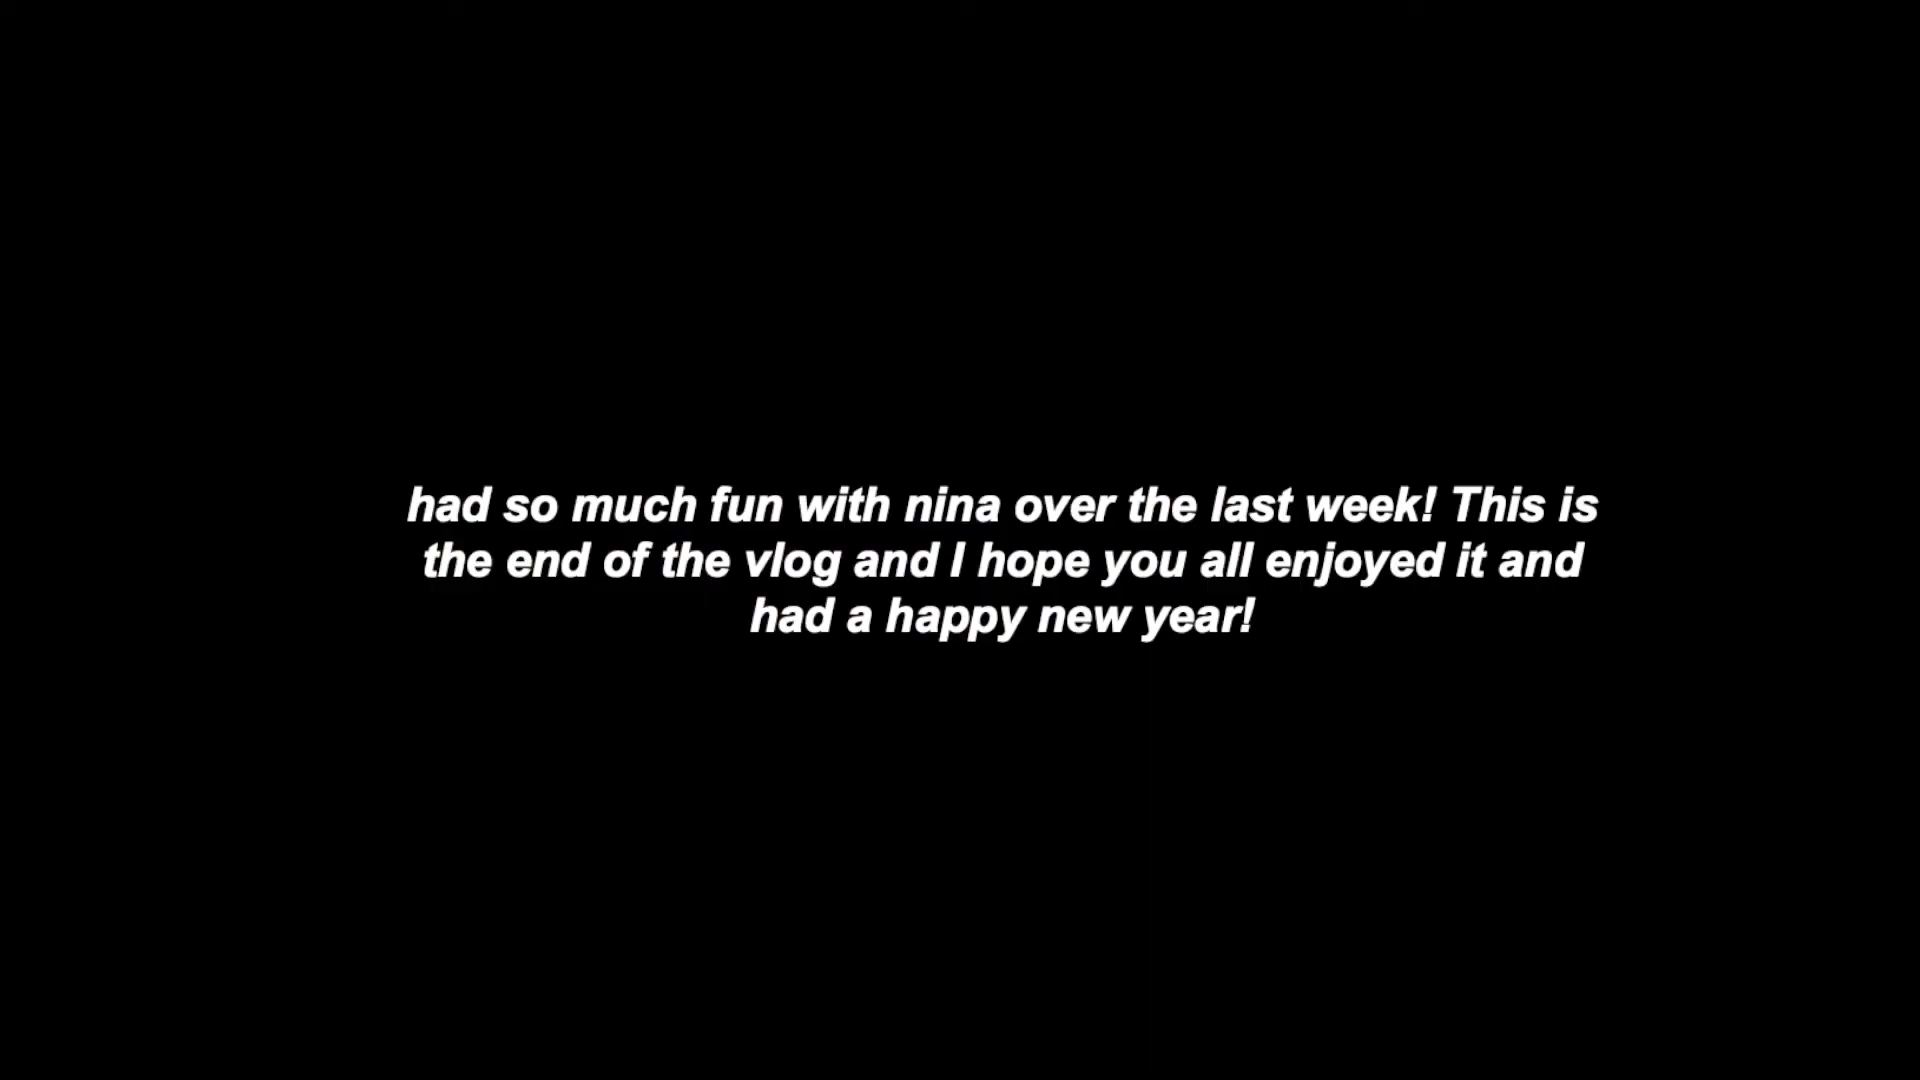 had so much fun with nina over the last week! This is
the end of the vlog and I hope you all enjoyed it and
had a happy new year!